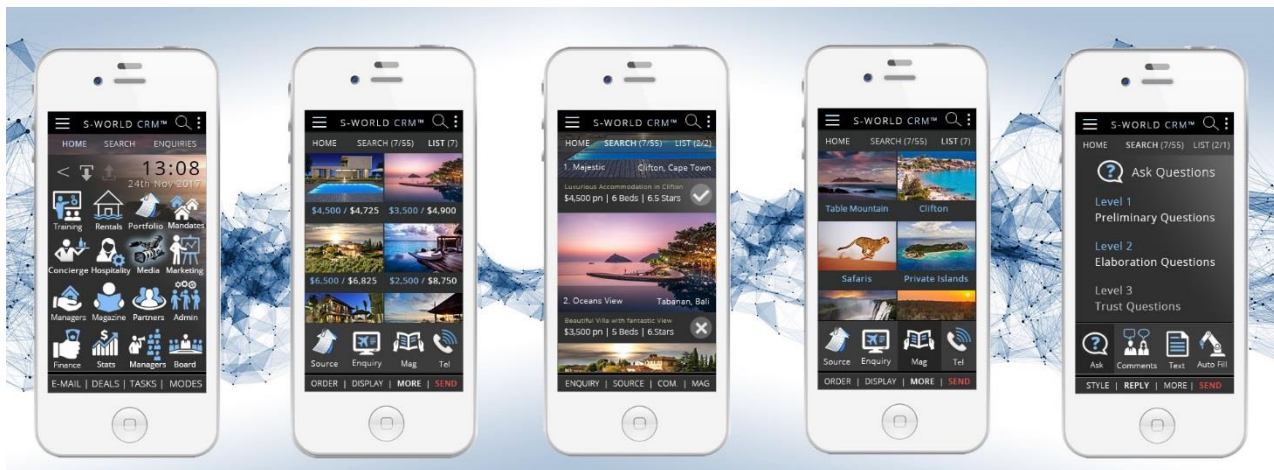 S-WORLD CRM™
HOME SEARCH ENQUIRIES
13:08
24th Nov 2017
Training Rentals Portfolio Mandates
Concierge Hospitality Media Marketing
Managers Magazine Partners Admin
Finance Stats Managers Board
E-MAIL | DEALS | TASKS | MODES
S-WORLD CRM™
HOME SEARCH (7/55) LIST (7)
$4,500 / $4,725 $3,500 / $4,900
$6,500 / $6,825 $2,500 / $8,750
Source Enquiry Mag Tel
ORDER | DISPLAY | MORE | SEND
S-WORLD CRM™
HOME SEARCH (7/55) LIST (2/2)
1. Majestic Clifton, Cape Town
Luxurious Accommodation in Clifton
$4,500 pn | 6 Beds | 6.5 Stars
2. Oceans View Tabanan, Bali
Beautiful Villa with fantastic View
$3,500 pn | 5 Beds | 6.Stars
ENQUIRY | SOURCE | COM. | MAG
S-WORLD CRM™
HOME SEARCH (7/55) LIST (7)
Table Mountain Clifton
Safaris Private Islands
Source Enquiry Mag Tel
ORDER | DISPLAY | MORE | SEND
S-WORLD CRM™
HOME SEARCH (7/55) LIST (2/1)
? Ask Questions
Level 1
Preliminary Questions
Level 2
Elaboration Questions
Level 3
Trust Questions
Ask Comments Text Auto Fill
STYLE | REPLY | MORE | SEND